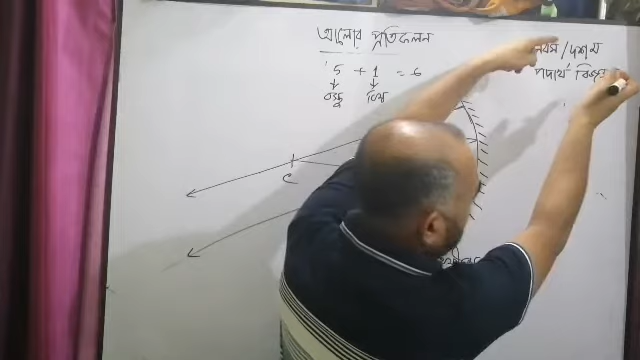 আলোর প্রতিফলন
নবম/দশম
5 + 1 = 6
পদার্থ বিজ্ঞা
বস্তু বিম্ব
C